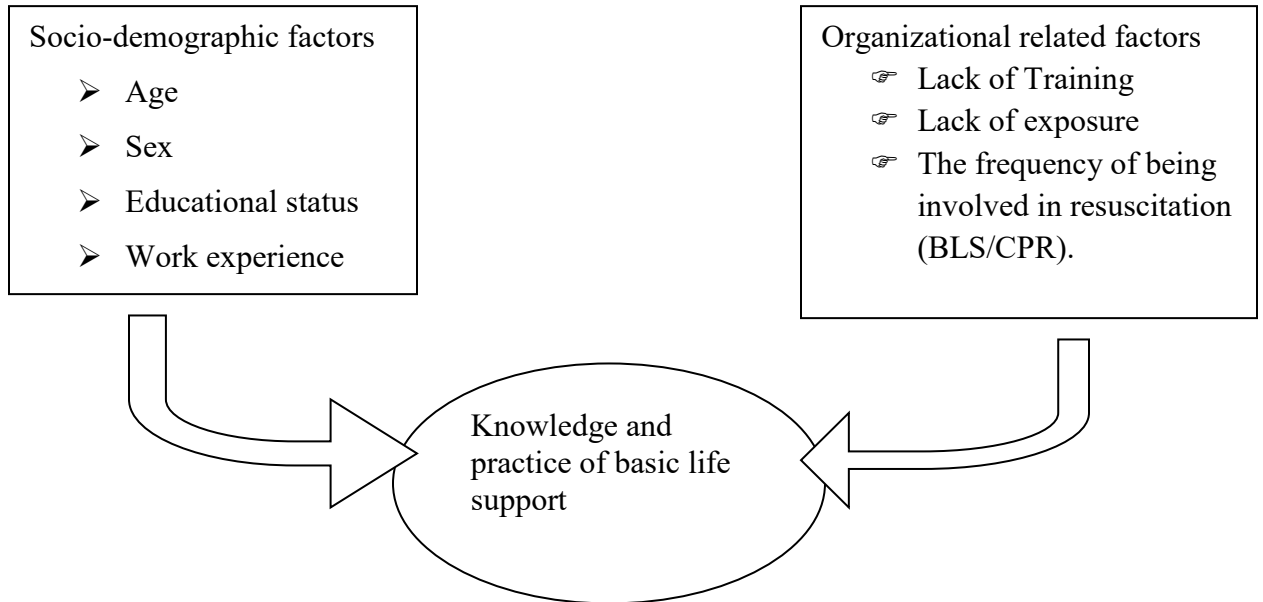 Socio-demographic factors
➢ Age
➢ Sex
➢ Educational status
➢ Work experience
Organizational related factors
☞ Lack of Training
☞ Lack of exposure
☞ The frequency of being
involved in resuscitation
(BLS/CPR).
Knowledge and
practice of basic life
support